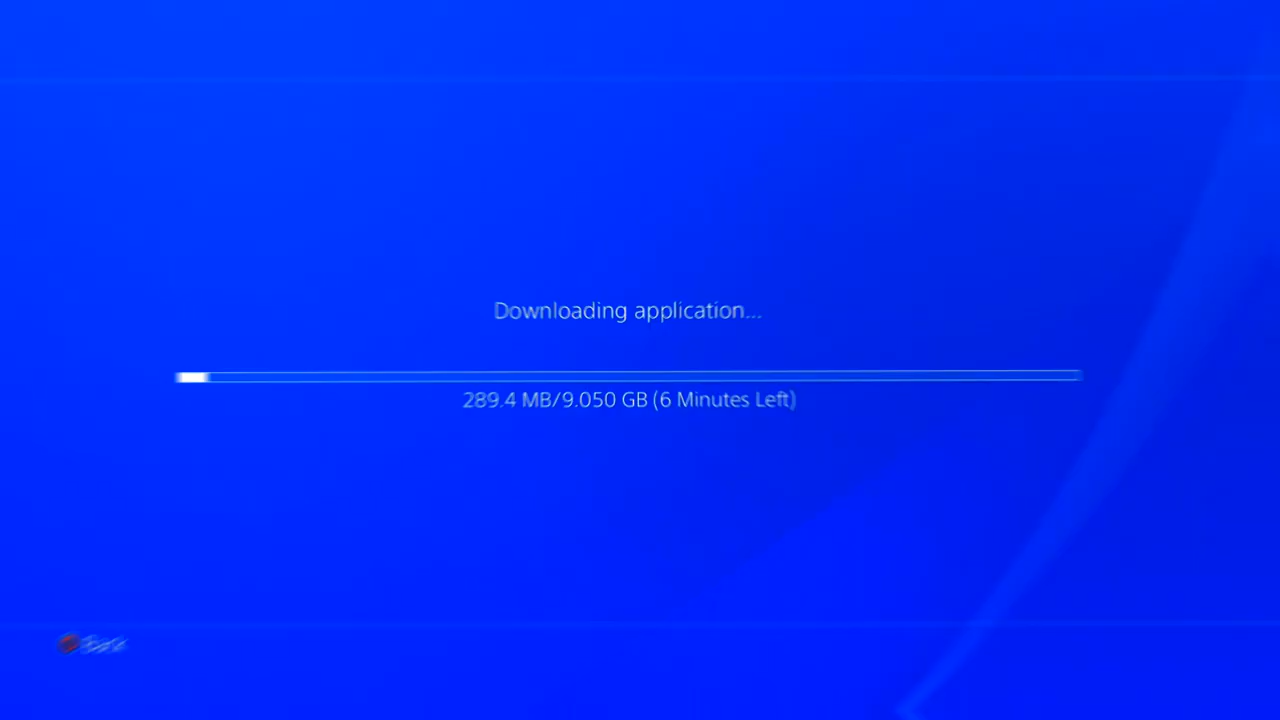 Downloading application...
289.4 MB/9.050 GB (6 Minutes Left)